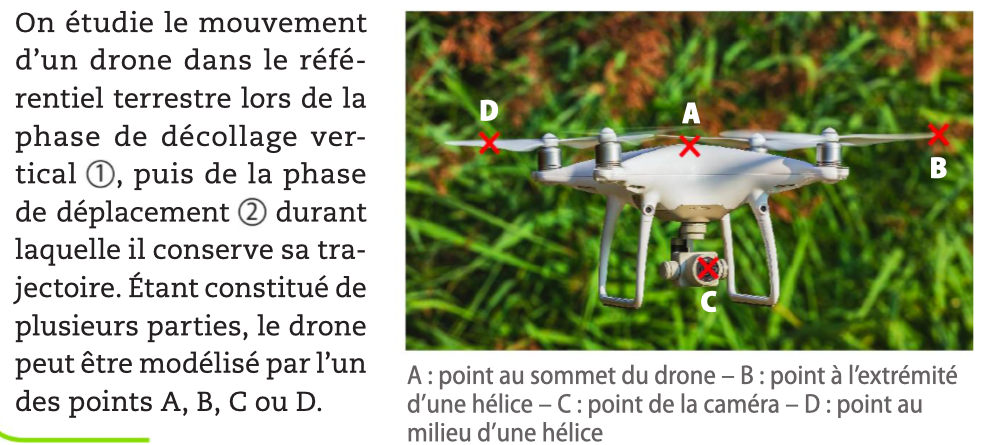 On étudie le mouvement
d'un drone dans le réfé-
rentiel terrestre lors de la
phase de décollage ver-
tical ①, puis de la phase
de déplacement ② durant
laquelle il conserve sa tra-
jectoire. Étant constitué de
plusieurs parties, le drone
peut être modélisé par l'un
des points A, B, C ou D.
D
A
B
C
A : point au sommet du drone – B : point à l'extrémité
d'une hélice – C : point de la caméra – D : point au
milieu d'une hélice